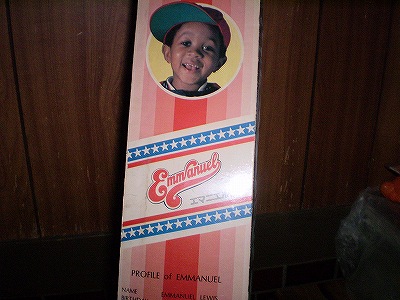 Emmanuel
エマニエル
PROFILE of EMMANUEL
NAME EMMANUEL LEWIS